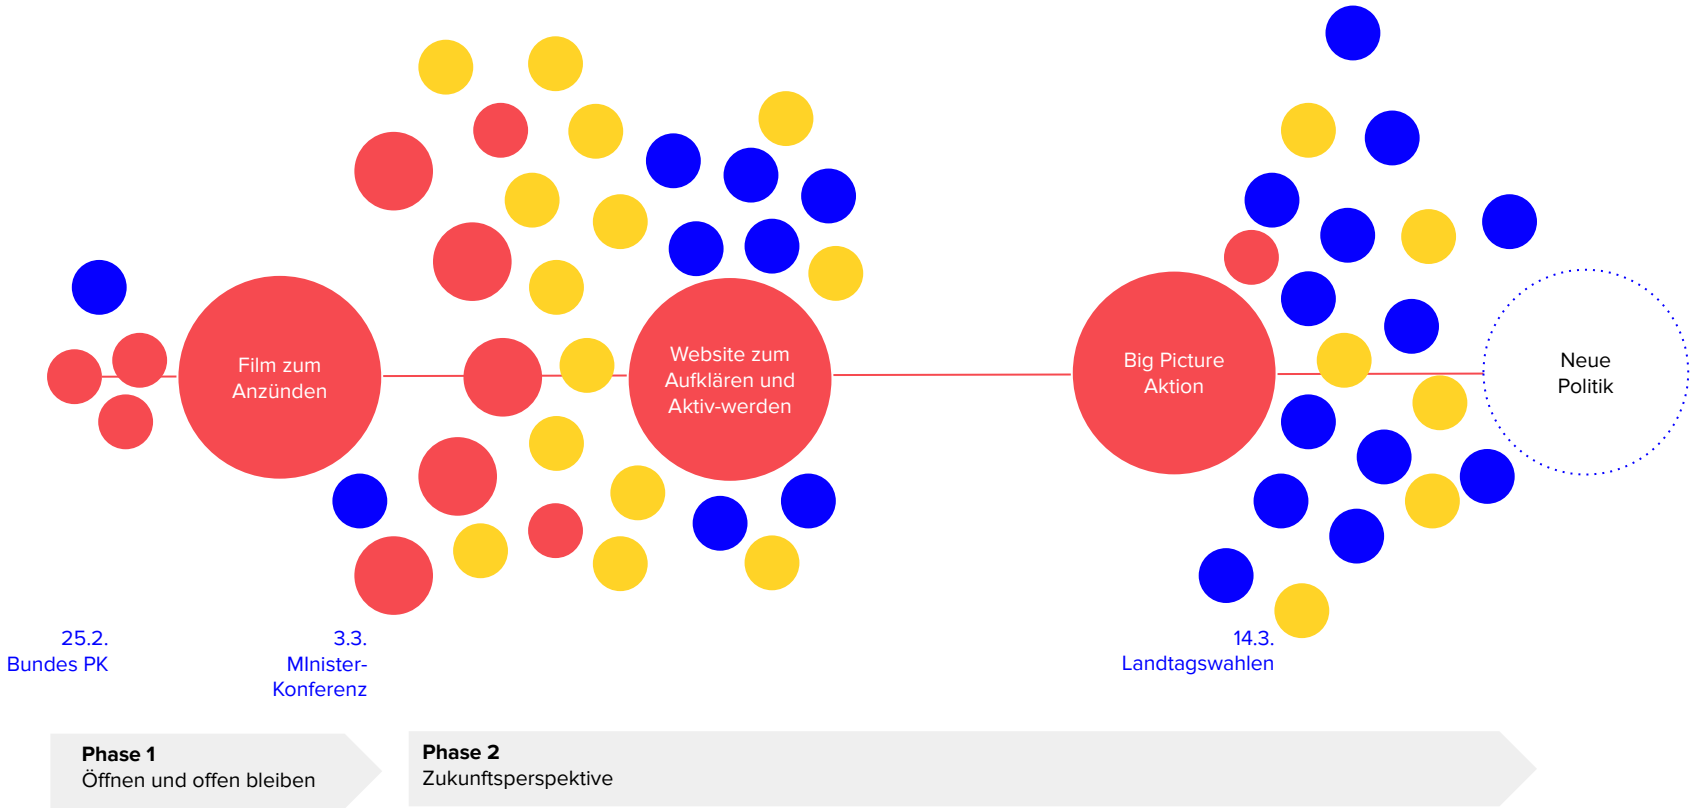 Film zum
Anzünden
Website zum
Aufklären und
Aktiv-werden
Big Picture
Aktion
Neue
Politik
25.2.
Bundes PK
3.3.
MInister-
Konferenz
14.3.
Landtagswahlen
Phase 1
Öffnen und offen bleiben
Phase 2
Zukunftsperspektive